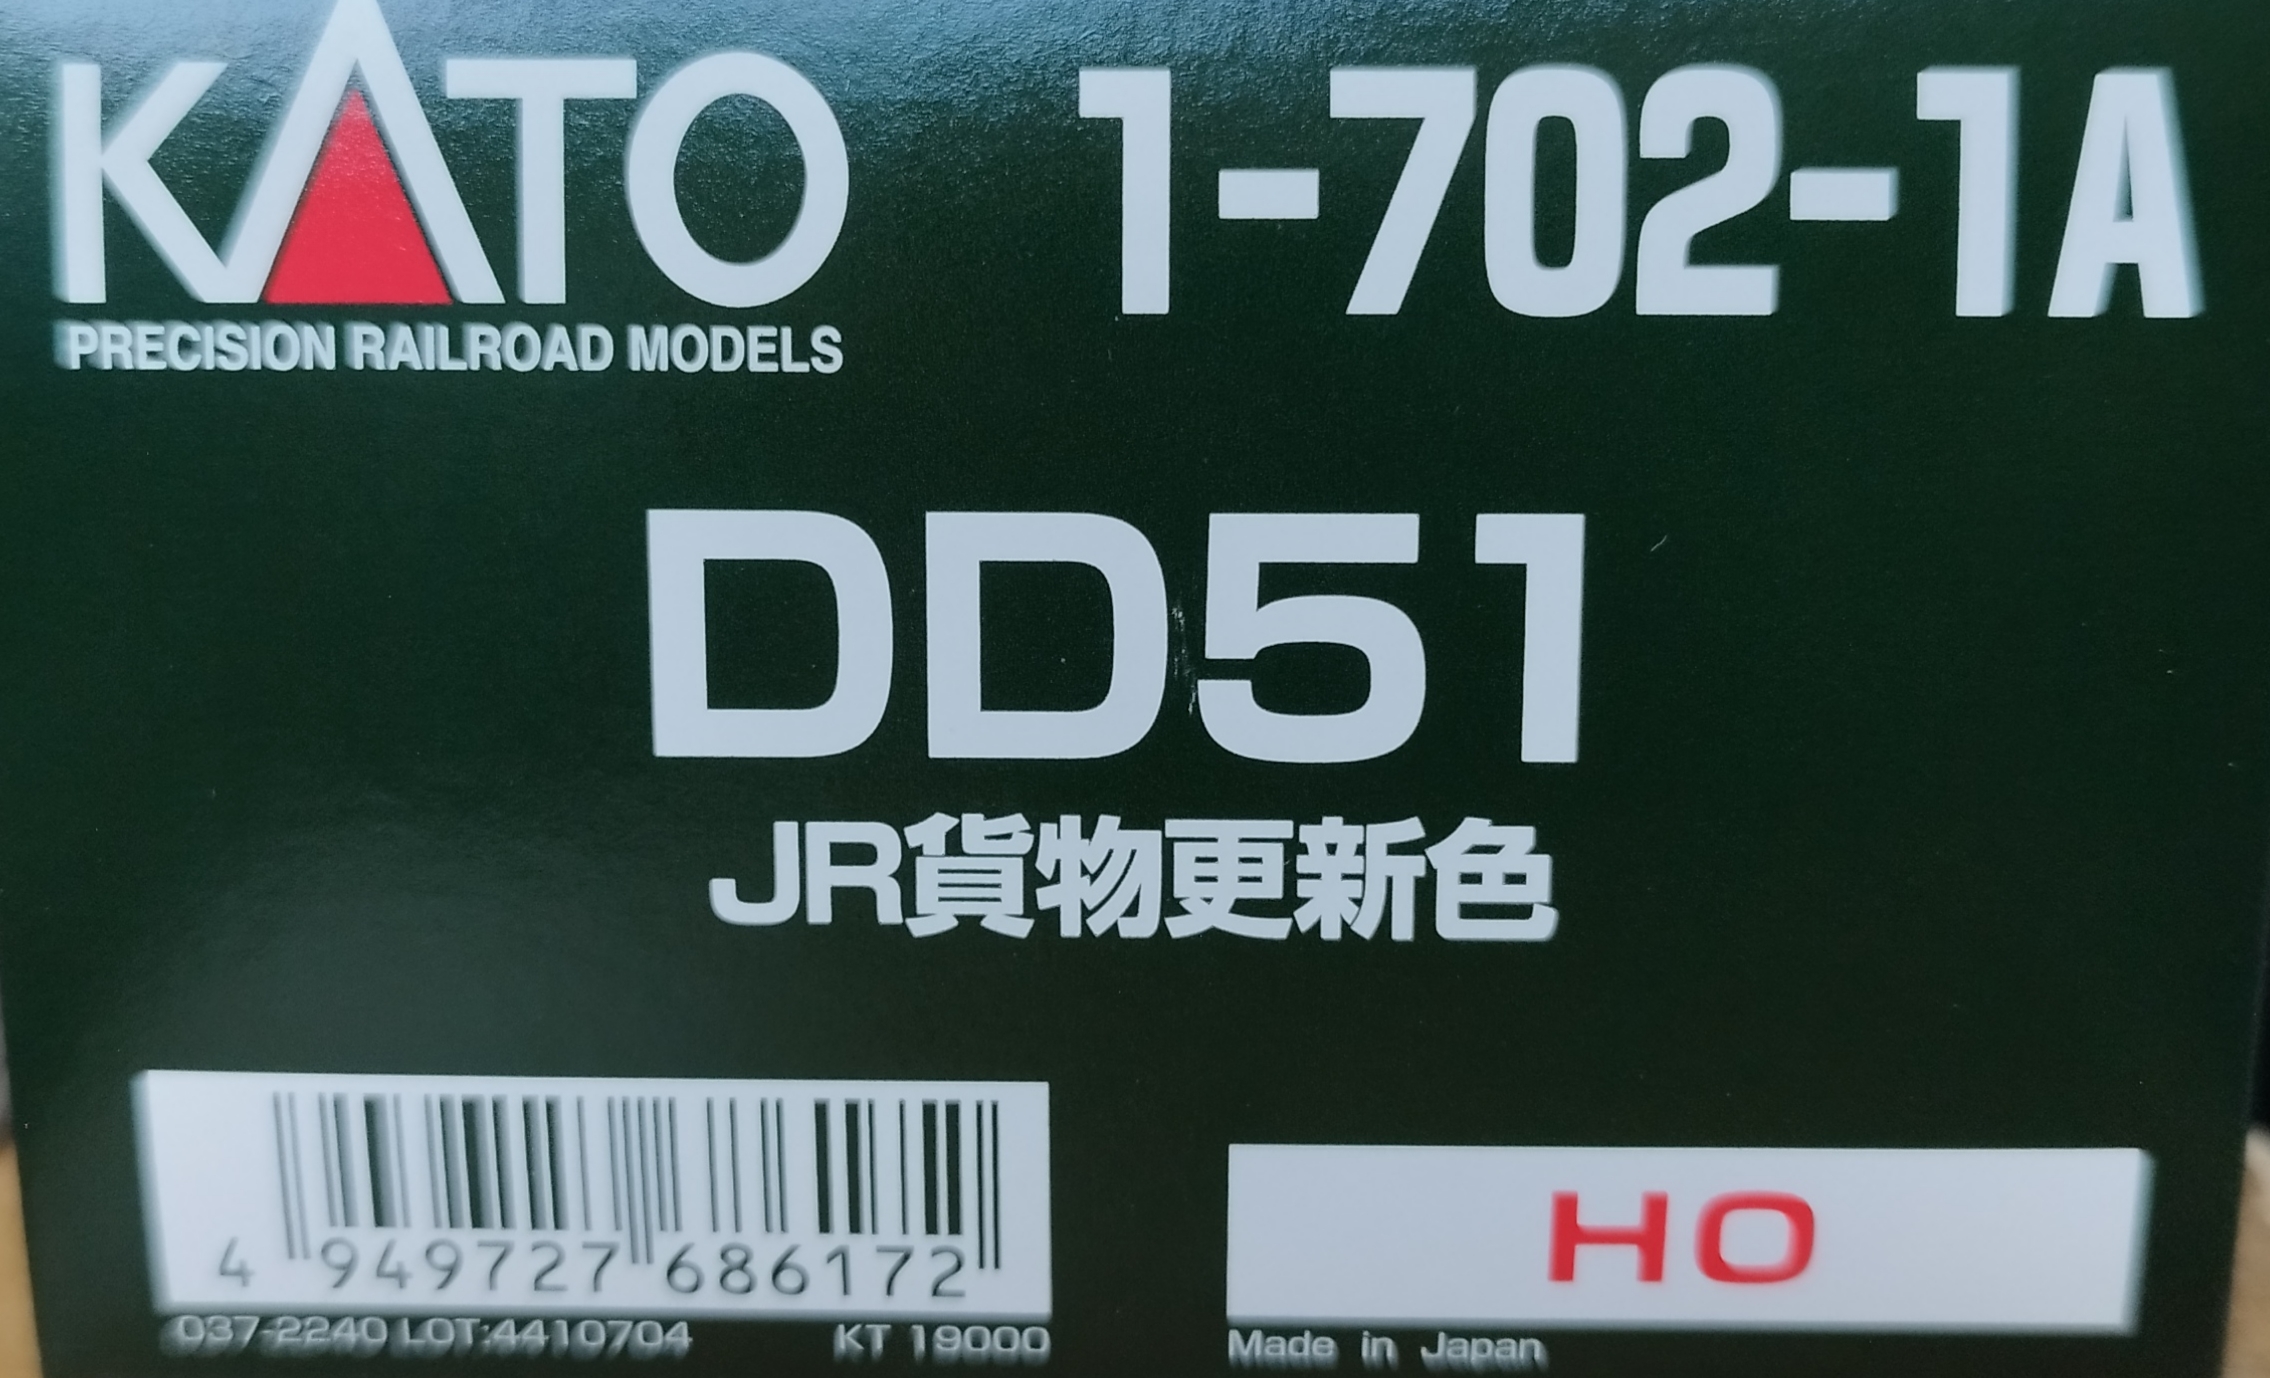 KATO 1-702-1A
PRECISION RAILROAD MODELS
DD51
JR貨物更新色
4 949727 686172
HO
037-2240 LOT:4410704 KT 19000
Made in Japan